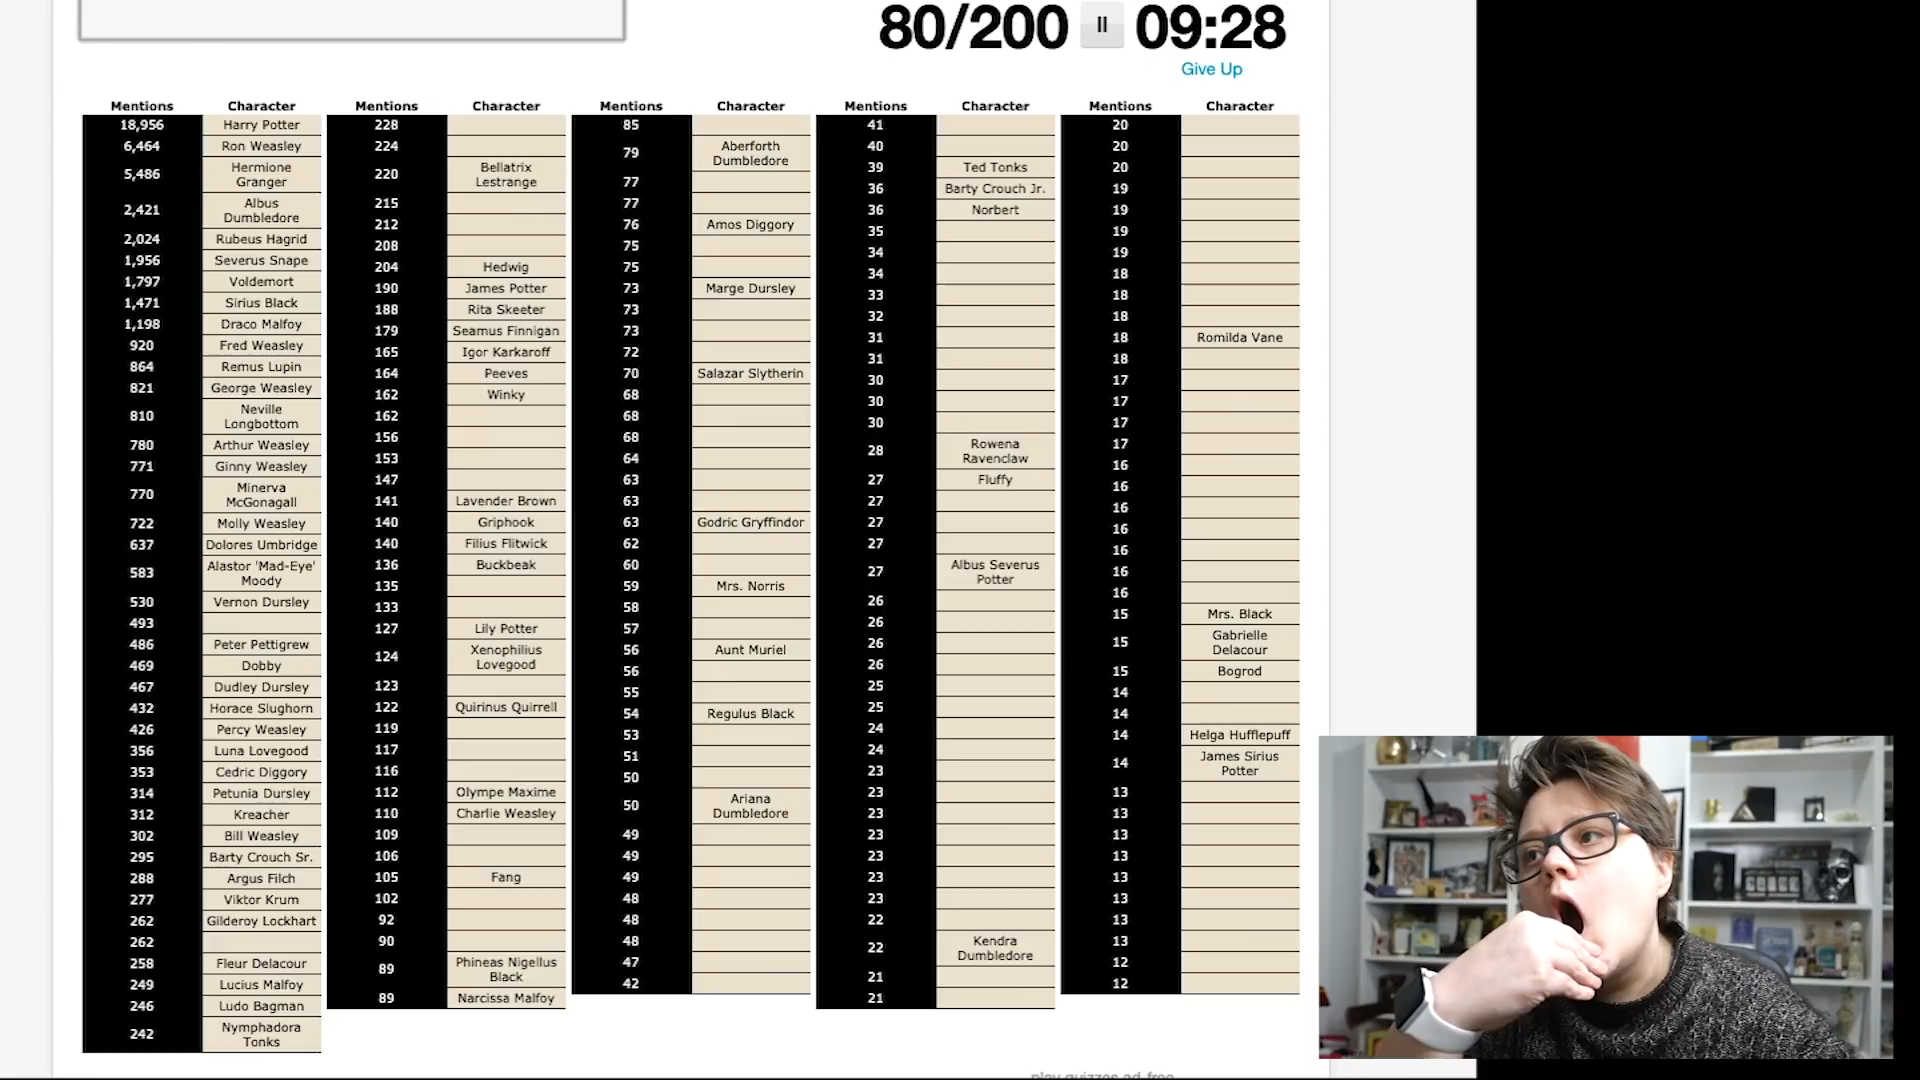 80/200 II 09:28
Give Up
Mentions Character Mentions Character Mentions Character Mentions Character Mentions Character
18,956 Harry Potter
6,464 Ron Weasley
5,486 Hermione Granger
2,421 Albus Dumbledore
2,024 Rubeus Hagrid
1,956 Severus Snape
1,797 Voldemort
1,471 Sirius Black
1,198 Draco Malfoy
920 Fred Weasley
864 Remus Lupin
821 George Weasley
810 Neville Longbottom
780 Arthur Weasley
771 Ginny Weasley
770 Minerva McGonagall
722 Molly Weasley
637 Dolores Umbridge
583 Alastor 'Mad-Eye' Moody
530 Vernon Dursley
493
486 Peter Pettigrew
469 Dobby
467 Dudley Dursley
432 Horace Slughorn
426 Percy Weasley
356 Luna Lovegood
353 Cedric Diggory
314 Petunia Dursley
312 Kreacher
302 Bill Weasley
295 Barty Crouch Sr.
288 Argus Filch
277 Viktor Krum
262 Gilderoy Lockhart
262
258 Fleur Delacour
249 Lucius Malfoy
246 Ludo Bagman
242 Nymphadora Tonks
228
224
220 Bellatrix Lestrange
215
212
208
204 Hedwig
190 James Potter
188 Rita Skeeter
179 Seamus Finnigan
165 Igor Karkaroff
164 Peeves
162 Winky
162
156
153
147
141 Lavender Brown
140 Griphook
140 Filius Flitwick
136 Buckbeak
135
133
127 Lily Potter
124 Xenophilius Lovegood
123
122 Quirinus Quirrell
119
117
116
112 Olympe Maxime
110 Charlie Weasley
109
106
105 Fang
102
92
90
89 Phineas Nigellus Black
89 Narcissa Malfoy
85
79 Aberforth Dumbledore
77
77
76 Amos Diggory
75
75
73 Marge Dursley
73
73
72
70 Salazar Slytherin
68
68
68
64
63
63
63 Godric Gryffindor
62
60
59 Mrs. Norris
58
57
56 Aunt Muriel
56
55
54 Regulus Black
53
51
50
50 Ariana Dumbledore
49
49
49
48
48
48
47
42
41
40
39 Ted Tonks
36 Barty Crouch Jr.
36 Norbert
35
34
34
33
32
31
31
30
30
30
28 Rowena Ravenclaw
27 Fluffy
27
27
27
27 Albus Severus Potter
26
26
26
26
25
25
24
24
23
23
23
23
23
23
23
22
22 Kendra Dumbledore
21
21
20
20
20
19
19
19
19
18
18
18
18 Romilda Vane
18
17
17
17
17
16
16
16
16
16
16
16
15 Mrs. Black
15 Gabrielle Delacour
15 Bogrod
14
14
14 Helga Hufflepuff
14 James Sirius Potter
13
13
13
13
13
13
13
13
12
12
play quizzes ad-free